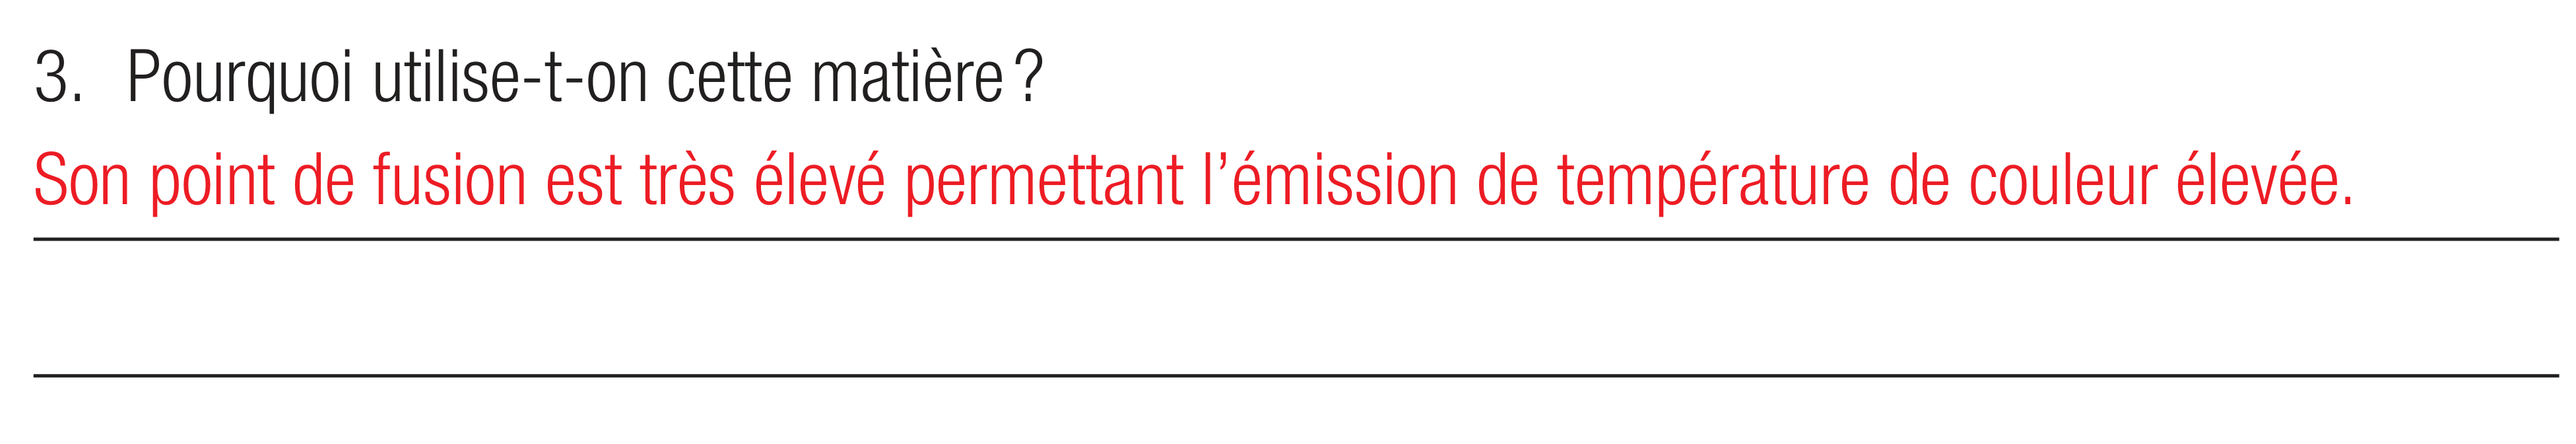 3. Pourquoi utilise-t-on cette matière ?
Son point de fusion est très élevé permettant l’émission de température de couleur élevée.